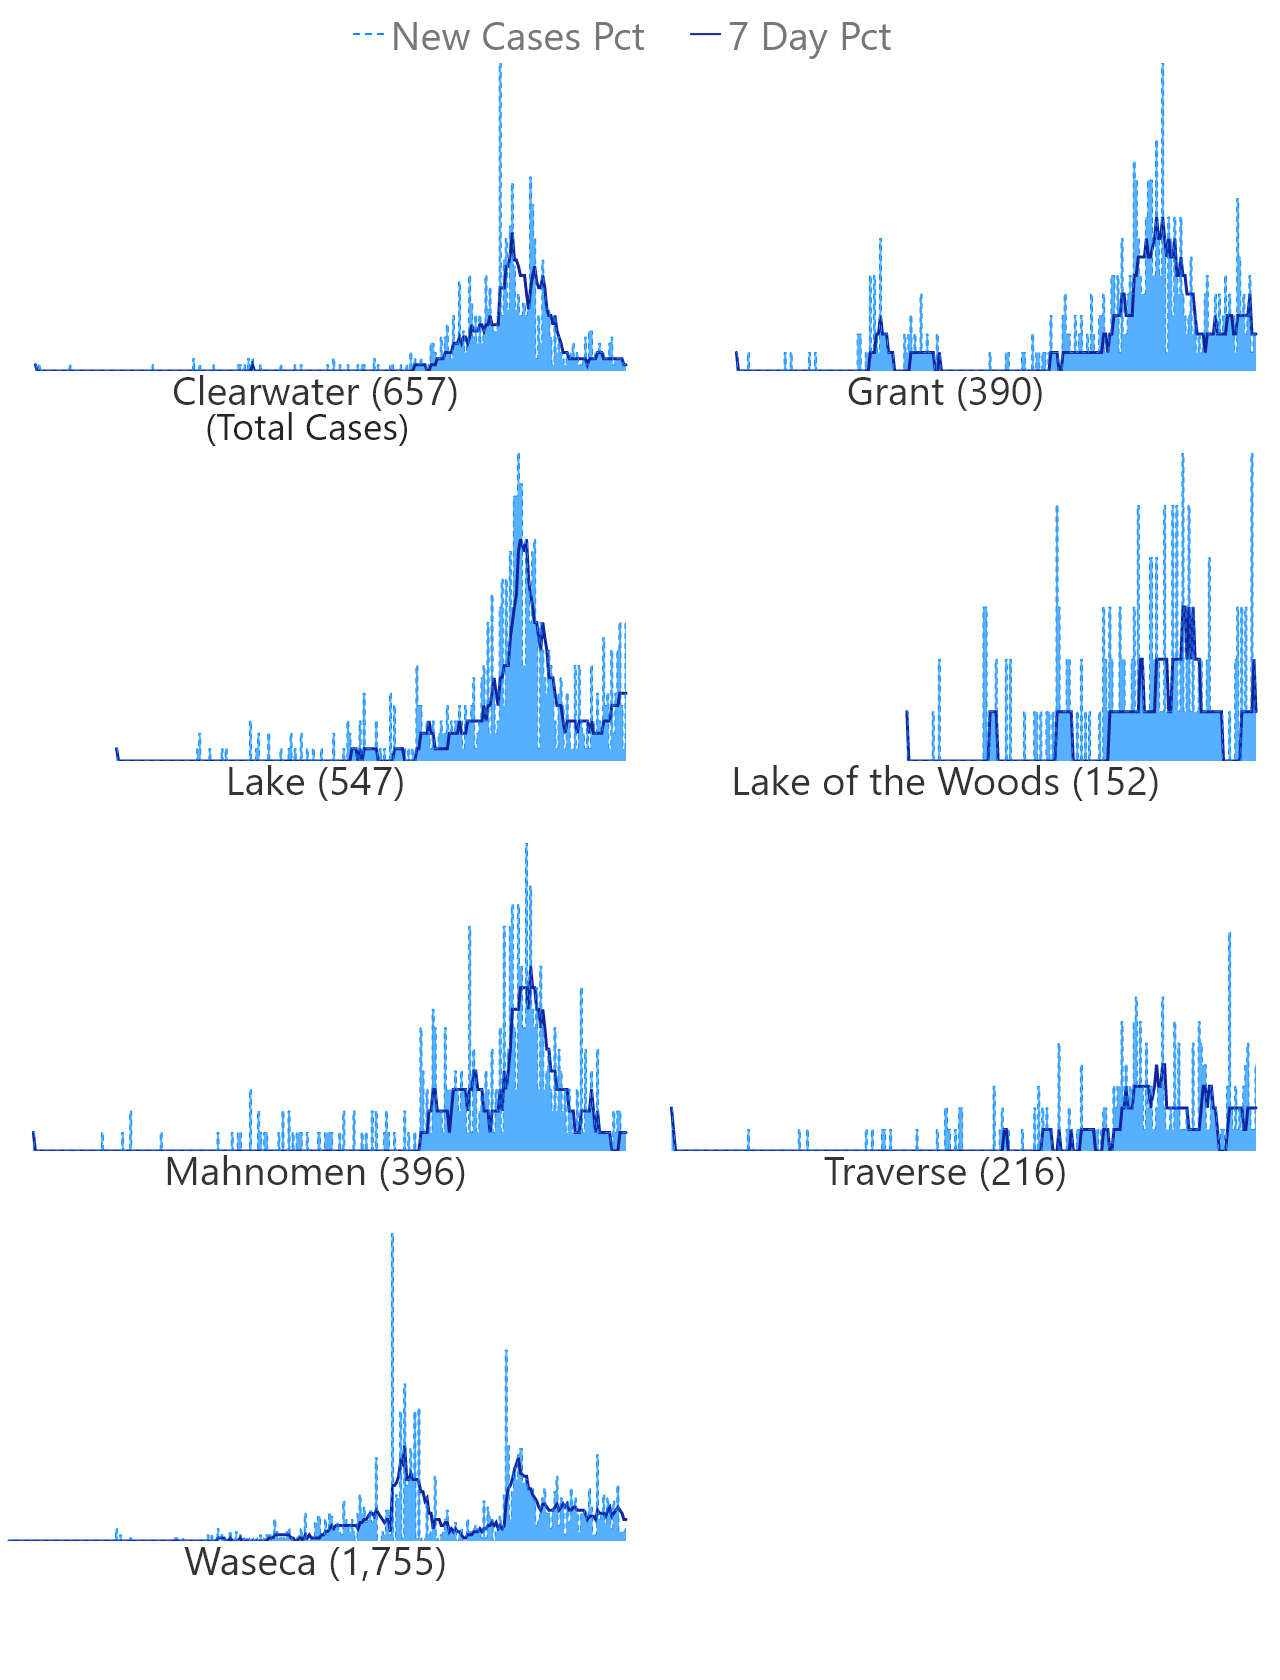 New Cases Pct 7 Day Pct
Clearwater (657) Grant (390)
(Total Cases)
Lake (547) Lake of the Woods (152)
Mahnomen (396) Traverse (216)
Waseca (1,755)